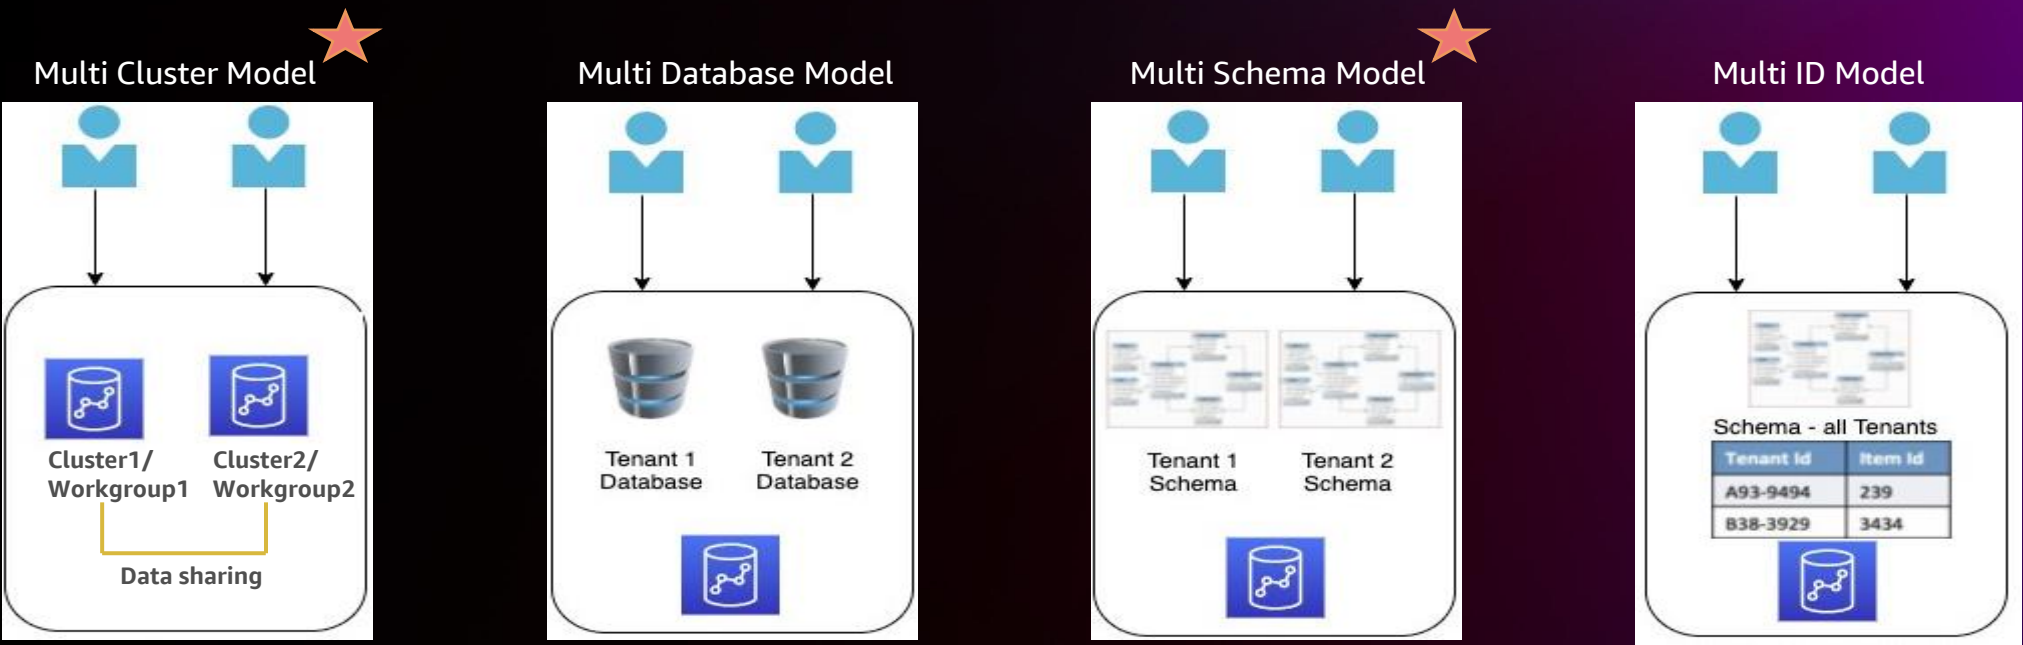 Multi Cluster Model
Cluster1/
Workgroup1
Cluster2/
Workgroup2
Data sharing
Multi Database Model
Tenant 1
Database
Tenant 2
Database
Multi Schema Model
Tenant 1
Schema
Tenant 2
Schema
Multi ID Model
Schema - all Tenants
Tenant Id Item Id
A93-9494 239
B38-3929 3434